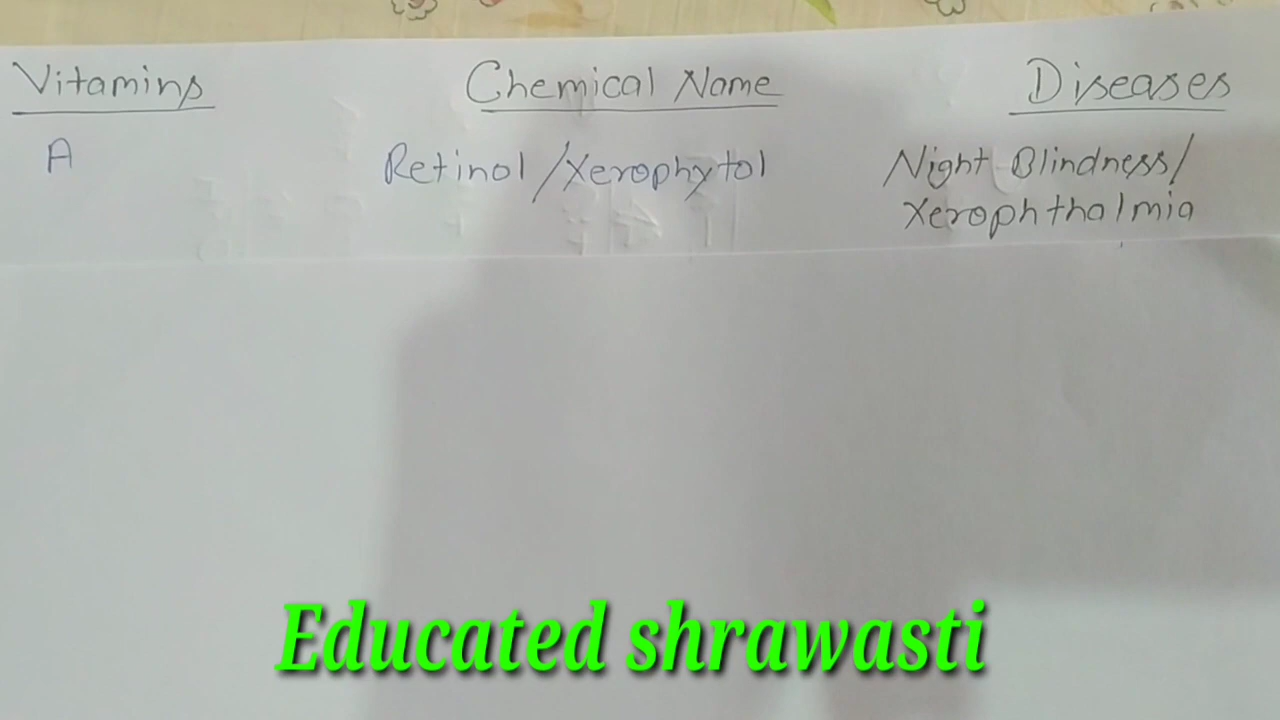 Vitamins Chemical Name Diseases
A Retinol/Xerophytol Night Blindness/
Xerophthalmia
Educated shrawasti